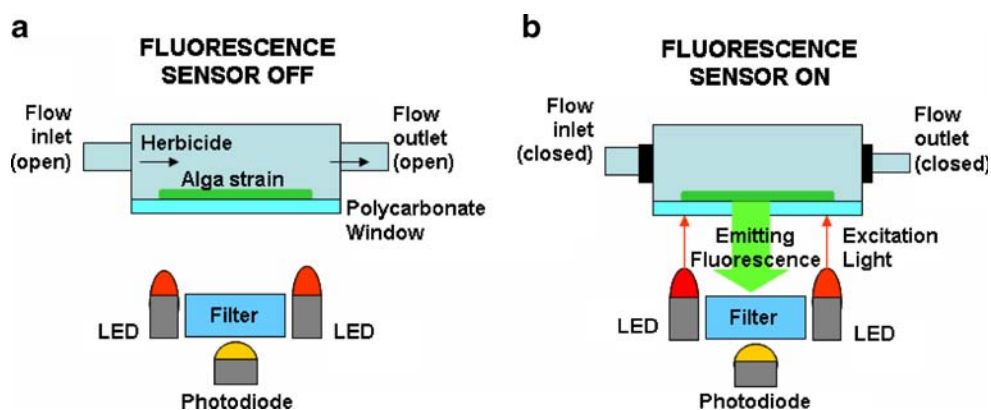 a
FLUORESCENCE
SENSOR OFF
Flow
inlet
(open)
Herbicide
Alga strain
Flow
outlet
(open)
Polycarbonate
Window
LED
Filter
LED
Photodiode
b
FLUORESCENCE
SENSOR ON
Flow
inlet
(closed)
Flow
outlet
(closed)
Emitting
Fluorescence
Excitation
Light
LED
Filter
LED
Photodiode